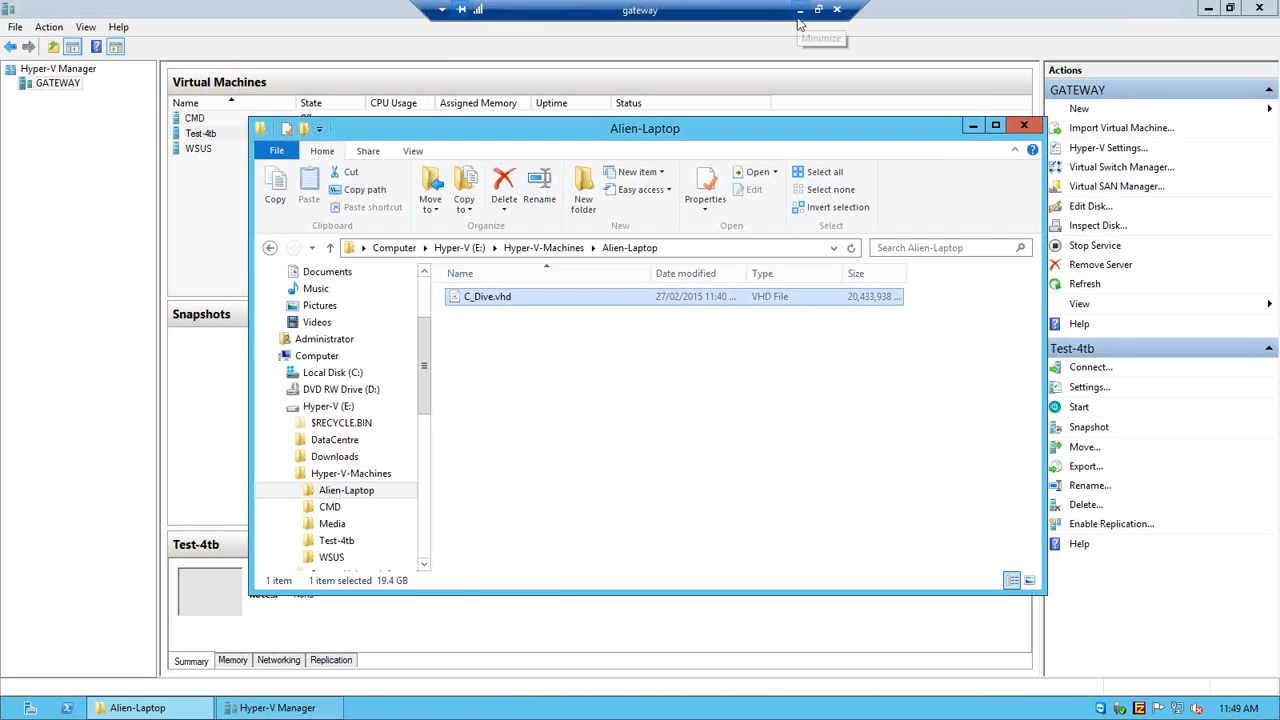 gateway
File Action View Help
Minimize
Hyper-V Manager
GATEWAY
Virtual Machines
Name State CPU Usage Assigned Memory Uptime Status
CMD
Test-4tb
WSUS
Snapshots
Test-4tb
None
Summary Memory Networking Replication
Alien-Laptop
File Home Share View
Copy
Paste
Cut
Copy path
Paste shortcut
Clipboard
Move to
Copy to
Delete
Rename
Organize
New folder
New item
Easy access
New
Properties
Open
Edit
Open
Select all
Select none
Invert selection
Select
Computer Hyper-V (E:) Hyper-V-Machines Alien-Laptop
Search Alien-Laptop
Documents
Music
Pictures
Videos
Administrator
Computer
Local Disk (C:)
DVD RW Drive (D:)
Hyper-V (E:)
$RECYCLE.BIN
DataCentre
Downloads
Hyper-V-Machines
Alien-Laptop
CMD
Media
Test-4tb
WSUS
Name Date modified Type Size
C_Dive.vhd 27/02/2015 11:40 ... VHD File 20,433,938 ...
1 item 1 item selected 19.4 GB
Actions
GATEWAY
New
Import Virtual Machine...
Hyper-V Settings...
Virtual Switch Manager...
Virtual SAN Manager...
Edit Disk...
Inspect Disk...
Stop Service
Remove Server
Refresh
View
Help
Test-4tb
Connect...
Settings...
Start
Snapshot
Move...
Export...
Rename...
Delete...
Enable Replication...
Help
Alien-Laptop Hyper-V Manager 11:49 AM